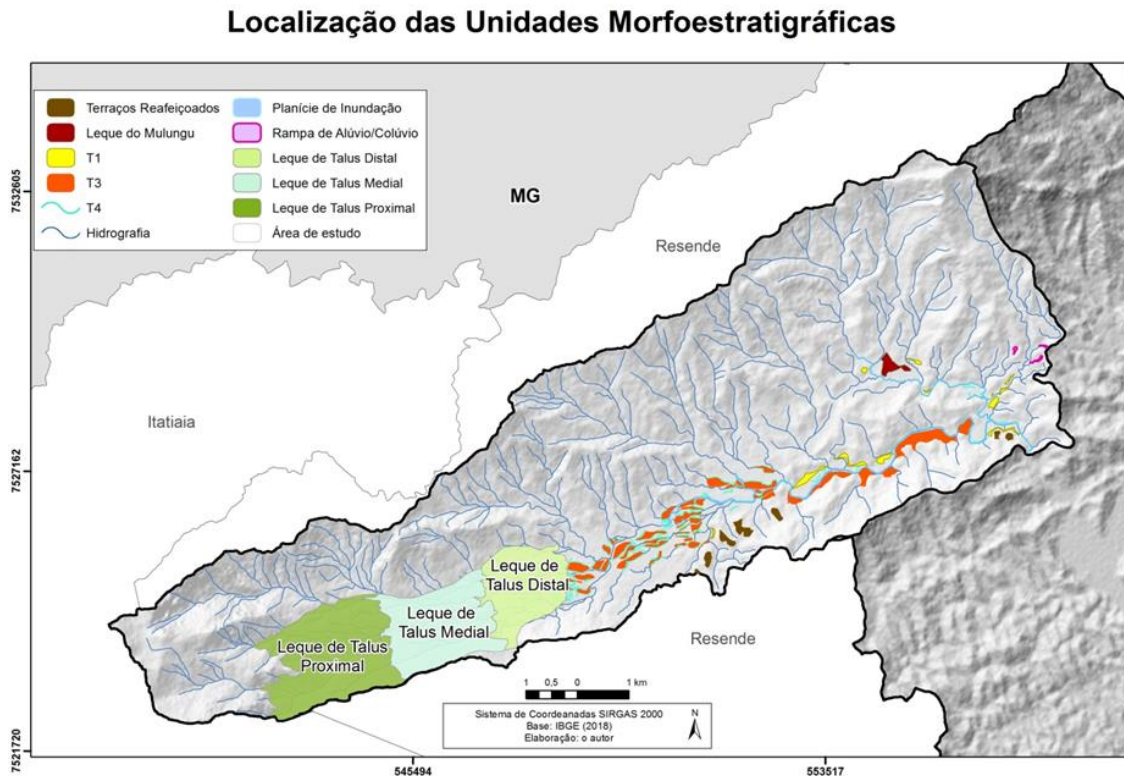 Localização das Unidades Morfoestratigráficas
Terraços Reafeiçoados
Leque do Mulungu
T1
T3
T4
Hidrografia
Planície de Inundação
Rampa de Alúvio/Colúvio
Leque de Talus Distal
Leque de Talus Medial
Leque de Talus Proximal
Área de estudo
MG
Resende
Itatiaia
Leque de
Talus Distal
Leque de
Talus Medial
Leque de Talus
Proximal
Resende
1 0,5 0 1 km
Sistema de Coordeanadas SIRGAS 2000
Base: IBGE (2018)
Elaboração: o autor
N
7532605
7527162
7521720
545494
553517